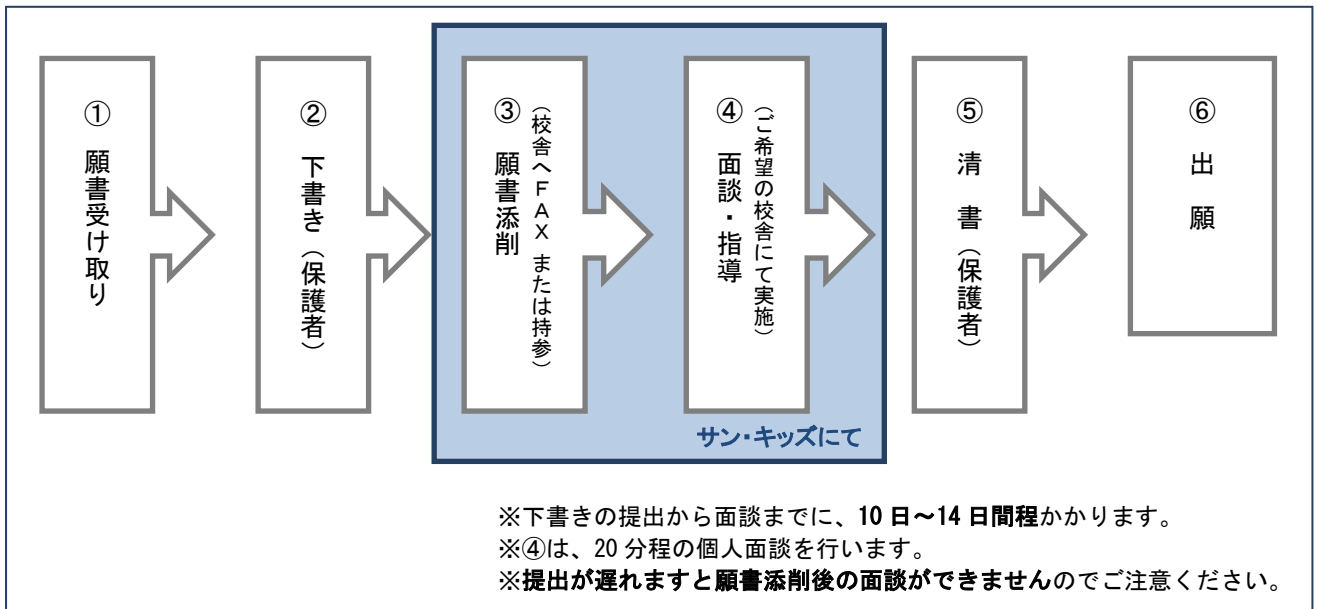 ① 願書受け取り
② 下書き（保護者）
③ 願書添削
（校舎へＦＡＸ または持参）
④ 面談・指導
（ご希望の校舎にて実施）
⑤ 清 書（保護者）
⑥ 出 願
サン・キッズにて
※下書きの提出から面談までに、10 日～14 日間程かかります。
※④は、20 分程の個人面談を行います。
※提出が遅れますと願書添削後の面談ができませんのでご注意ください。